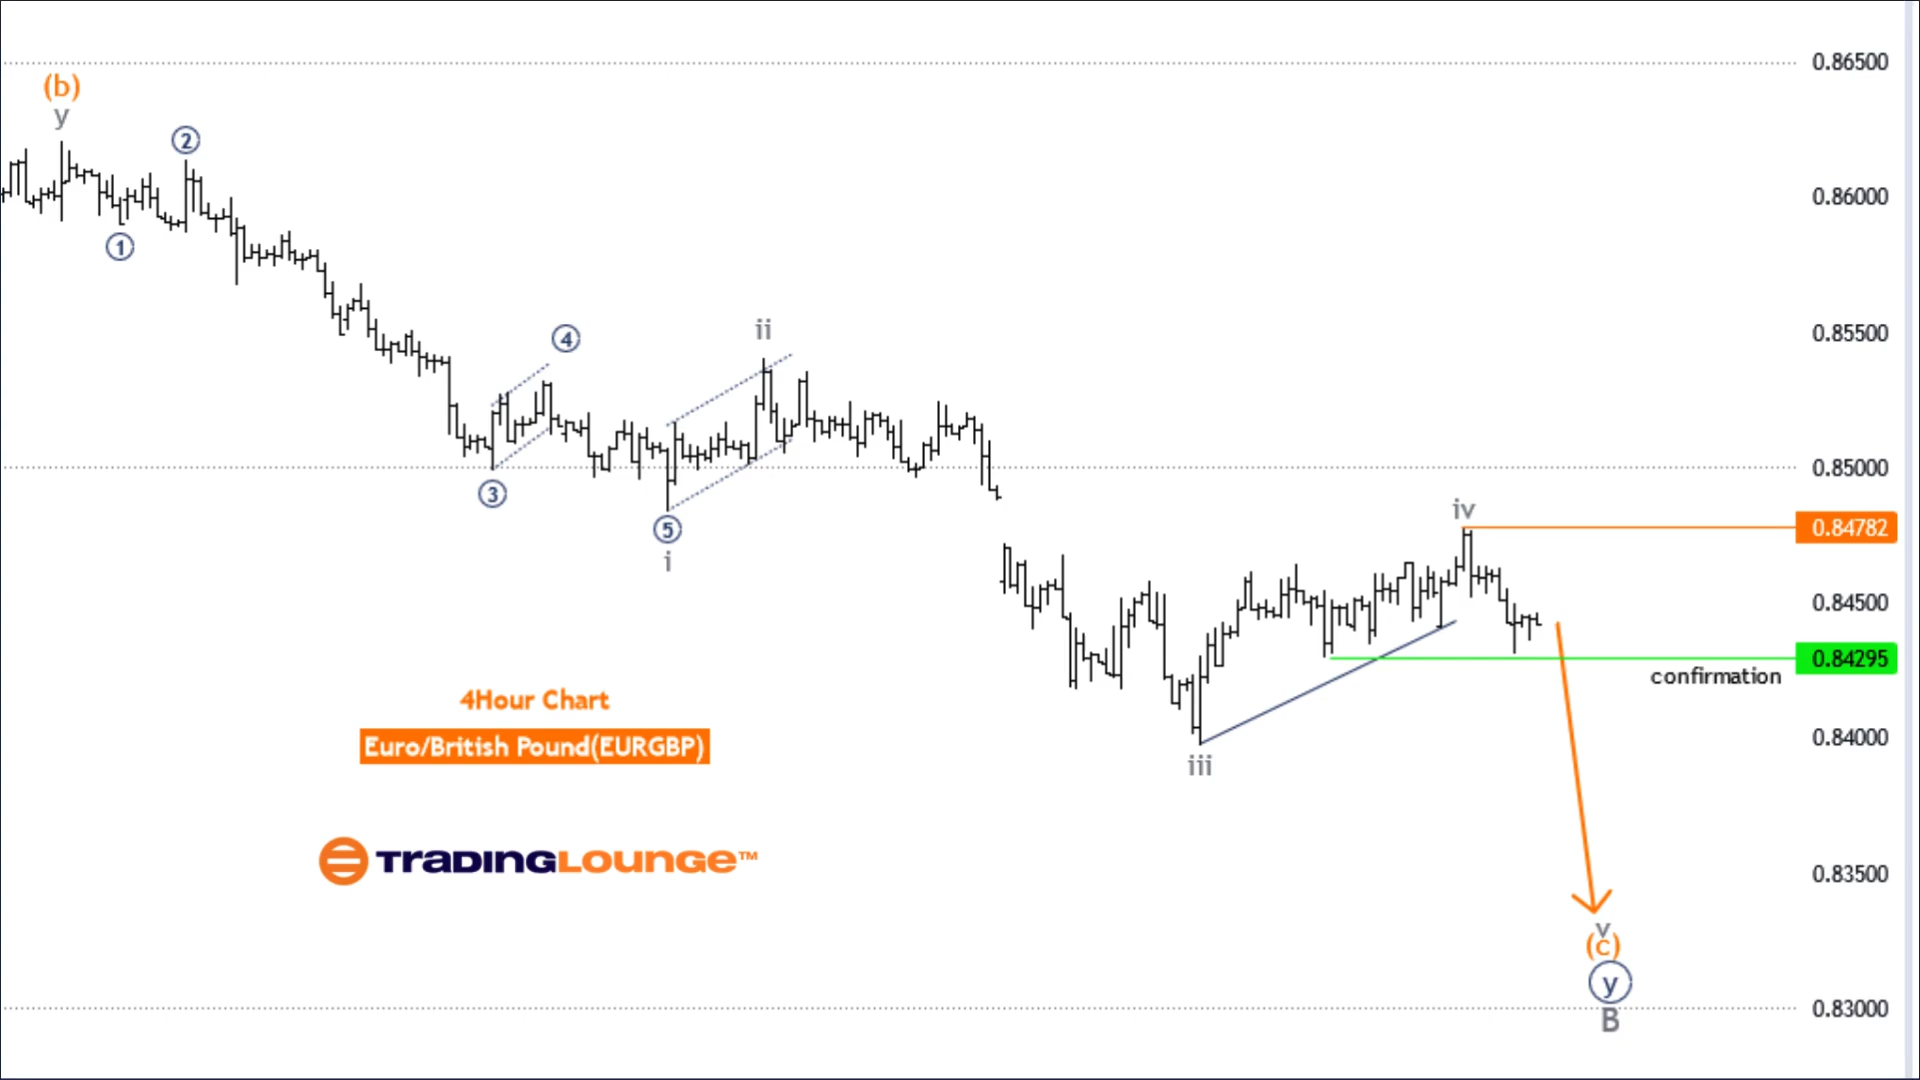 0.86500
(b)
y
②
0.86000
①
0.85500
④
ii
0.85000
③
⑤
i
iv
0.84782
0.84500
0.84295
confirmation
4Hour Chart
0.84000
Euro/British Pound(EURGBP)
iii
TRADINGLOUNGE™
0.83500
v
(c)
ⓨ
0.83000
B